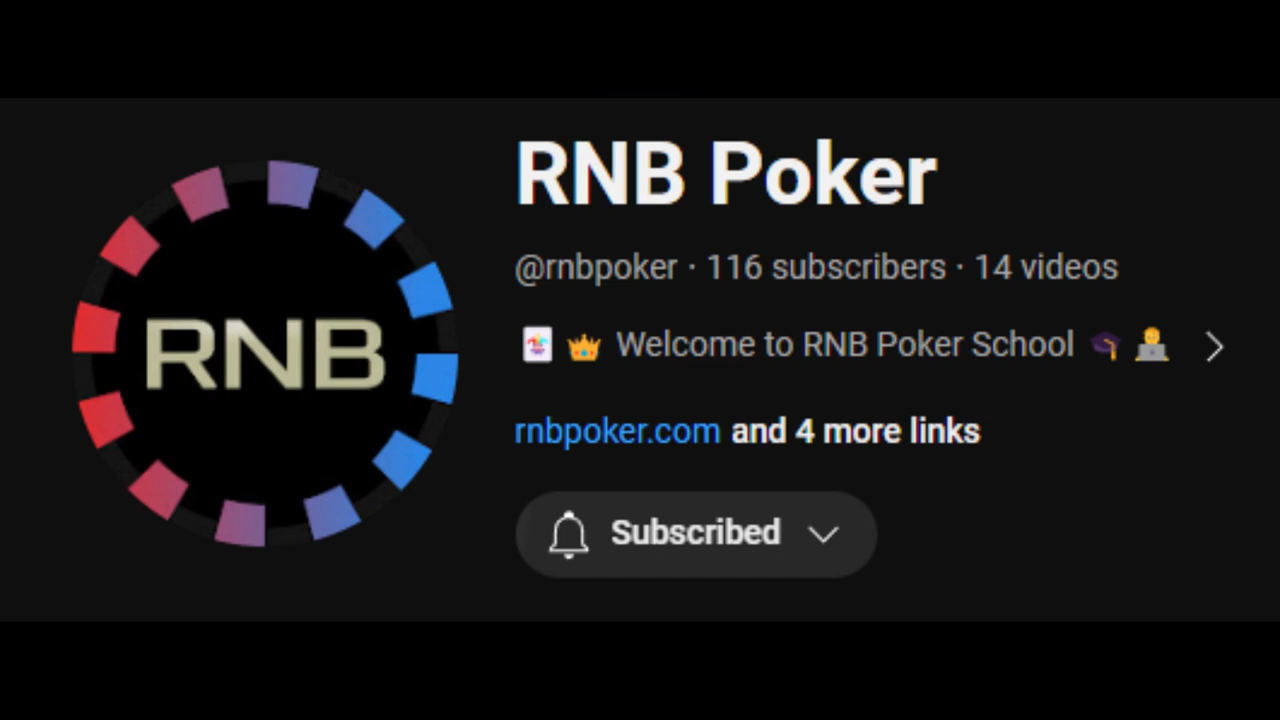 RNB
RNB Poker
@rnbpoker · 116 subscribers · 14 videos
🃏 👑 Welcome to RNB Poker School 🎓 🧑‍💻
rnbpoker.com and 4 more links
Subscribed